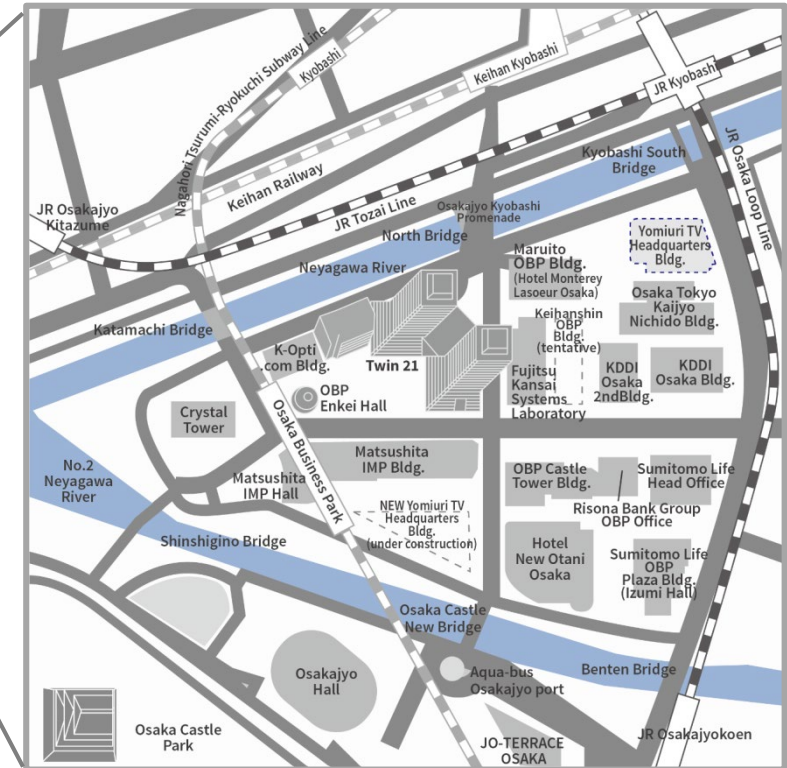 Nagahori Tsurumi-Ryokuchi Subway Line
Kyobashi
Keihan Kyobashi
JR Kyobashi
JR Osaka Loop Line
Kyobashi South
Bridge
Keihan Railway
JR Tozai Line
JR Osakajyo
Kitazume
Osakajyo Kyobashi
Promenade
North Bridge
Neyagawa River
Maruito
OBP Bldg.
(Hotel Monterey
Lasoeur Osaka)
Yomiuri TV
Headquarters
Bldg.
Osaka Tokyo
Kaijyo
Nichido Bldg.
Keihanshin
OBP
Bldg.
(tentative)
Katamachi Bridge
K-Opti
.com Bldg.
Twin 21
Fujitsu
Kansai
Systems
Laboratory
KDDI
Osaka
2ndBldg.
KDDI
Osaka Bldg.
OBP
Enkei Hall
Crystal
Tower
Osaka Business Park
Matsushita
IMP Bldg.
Matsushita
IMP Hall
No.2
Neyagawa
River
OBP Castle
Tower Bldg.
Sumitomo Life
Head Office
Risona Bank Group
OBP Office
NEW Yomiuri TV
Headquarters
Bldg.
(under construction)
Shinshigino Bridge
Hotel
New Otani
Osaka
Sumitomo Life
OBP
Plaza Bldg.
(Izumi Hall)
Osaka Castle
New Bridge
Osakajyo
Hall
Aqua-bus
Osakajyo port
Benten Bridge
Osaka Castle
Park
JO-TERRACE
OSAKA
JR Osakajyokoen